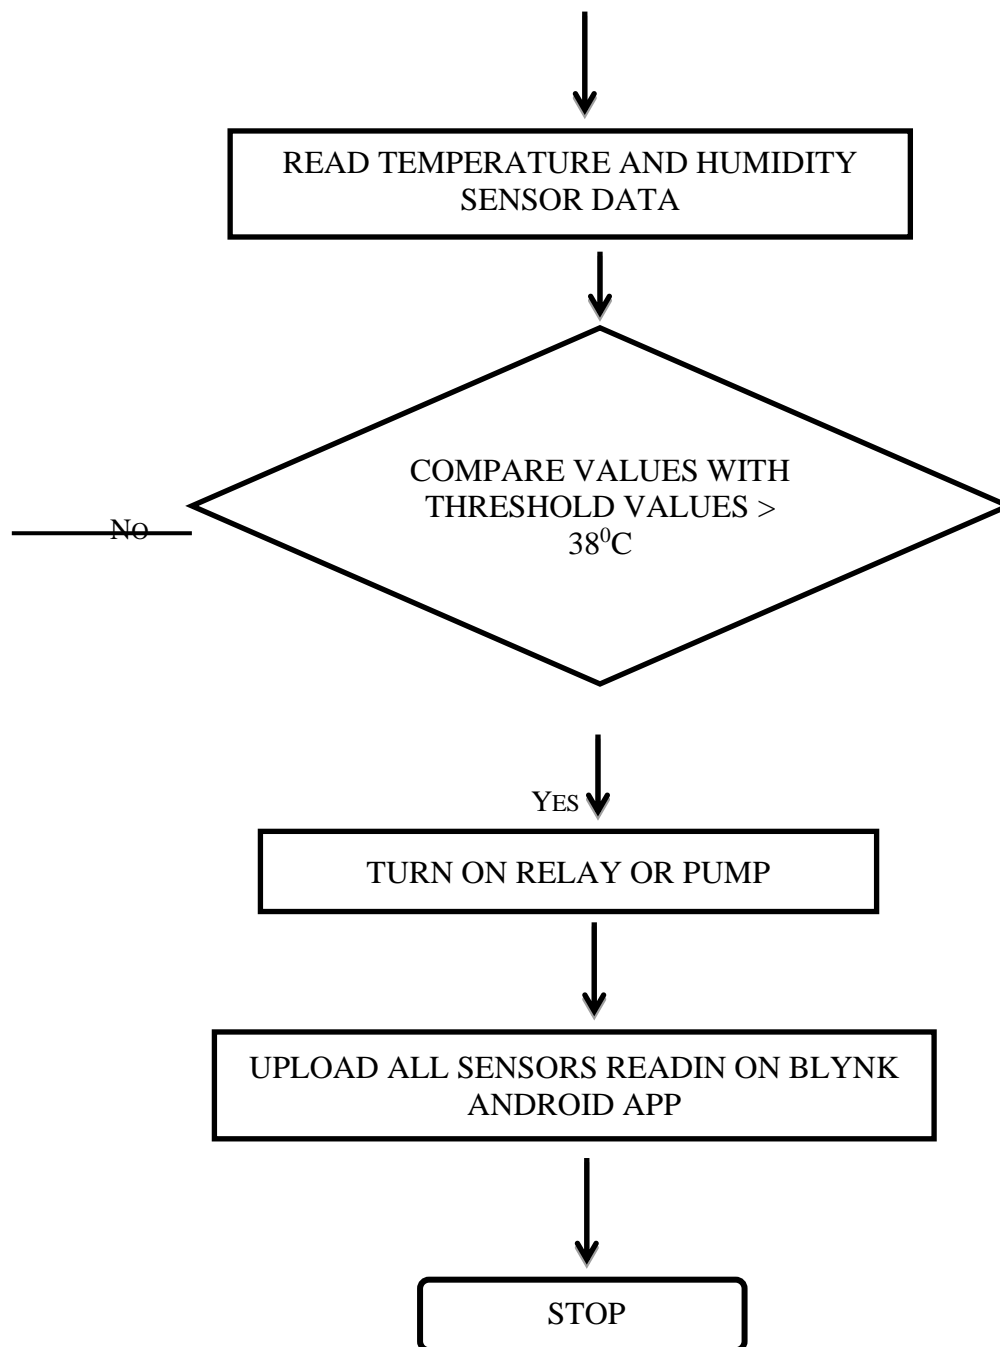 READ TEMPERATURE AND HUMIDITY
SENSOR DATA
COMPARE VALUES WITH
THRESHOLD VALUES >
38⁰C
NO
YES
TURN ON RELAY OR PUMP
UPLOAD ALL SENSORS READIN ON BLYNK
ANDROID APP
STOP